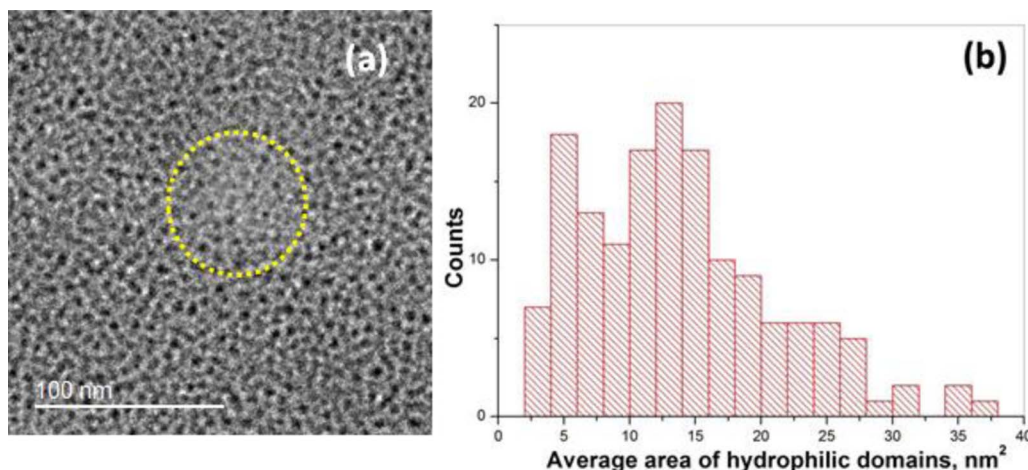 (a)
100 nm
(b)
Counts
20
10
0
0 5 10 15 20 25 30 35 40
Average area of hydrophilic domains, nm²